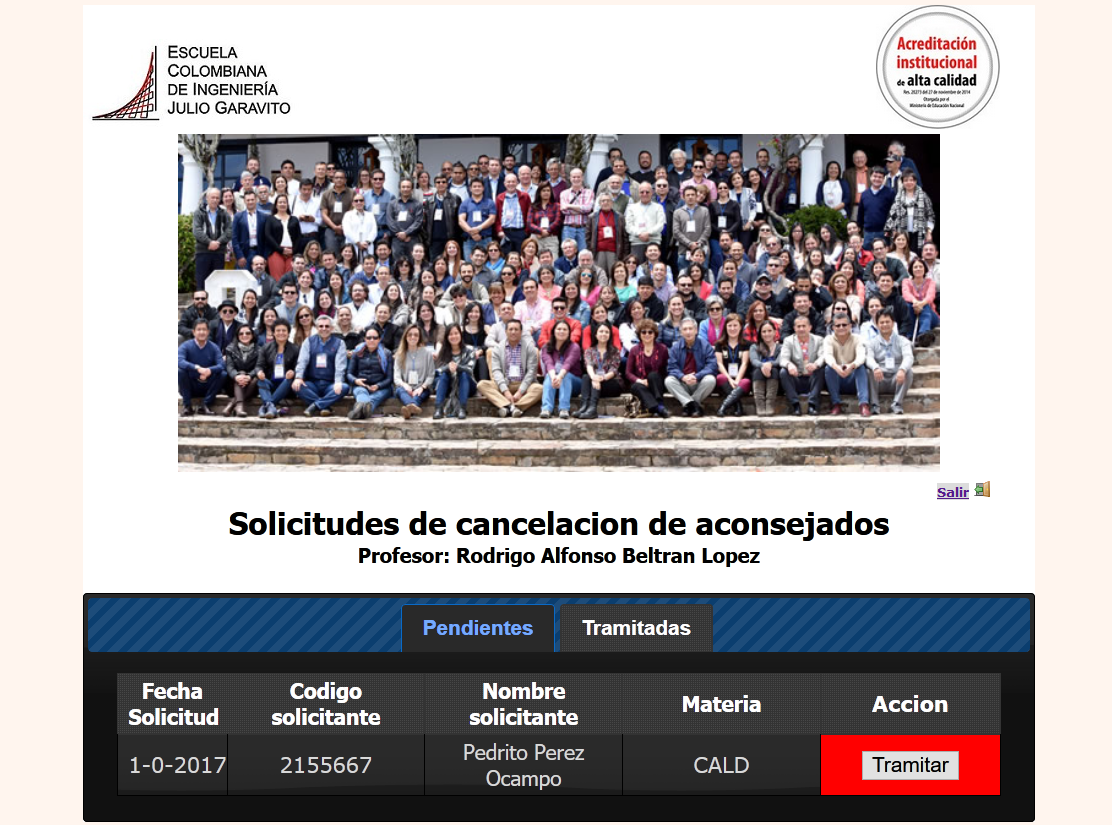 ESCUELA
COLOMBIANA
DE INGENIERÍA
JULIO GARAVITO
Acreditación
institucional
de alta calidad
Res. 20273 del 27 de noviembre de 2014
Otorgada por el
Ministerio de Educación Nacional
Salir
Solicitudes de cancelacion de aconsejados
Profesor: Rodrigo Alfonso Beltran Lopez
Pendientes Tramitadas
Fecha Solicitud Codigo solicitante Nombre solicitante Materia Accion
1-0-2017 2155667 Pedrito Perez Ocampo CALD Tramitar